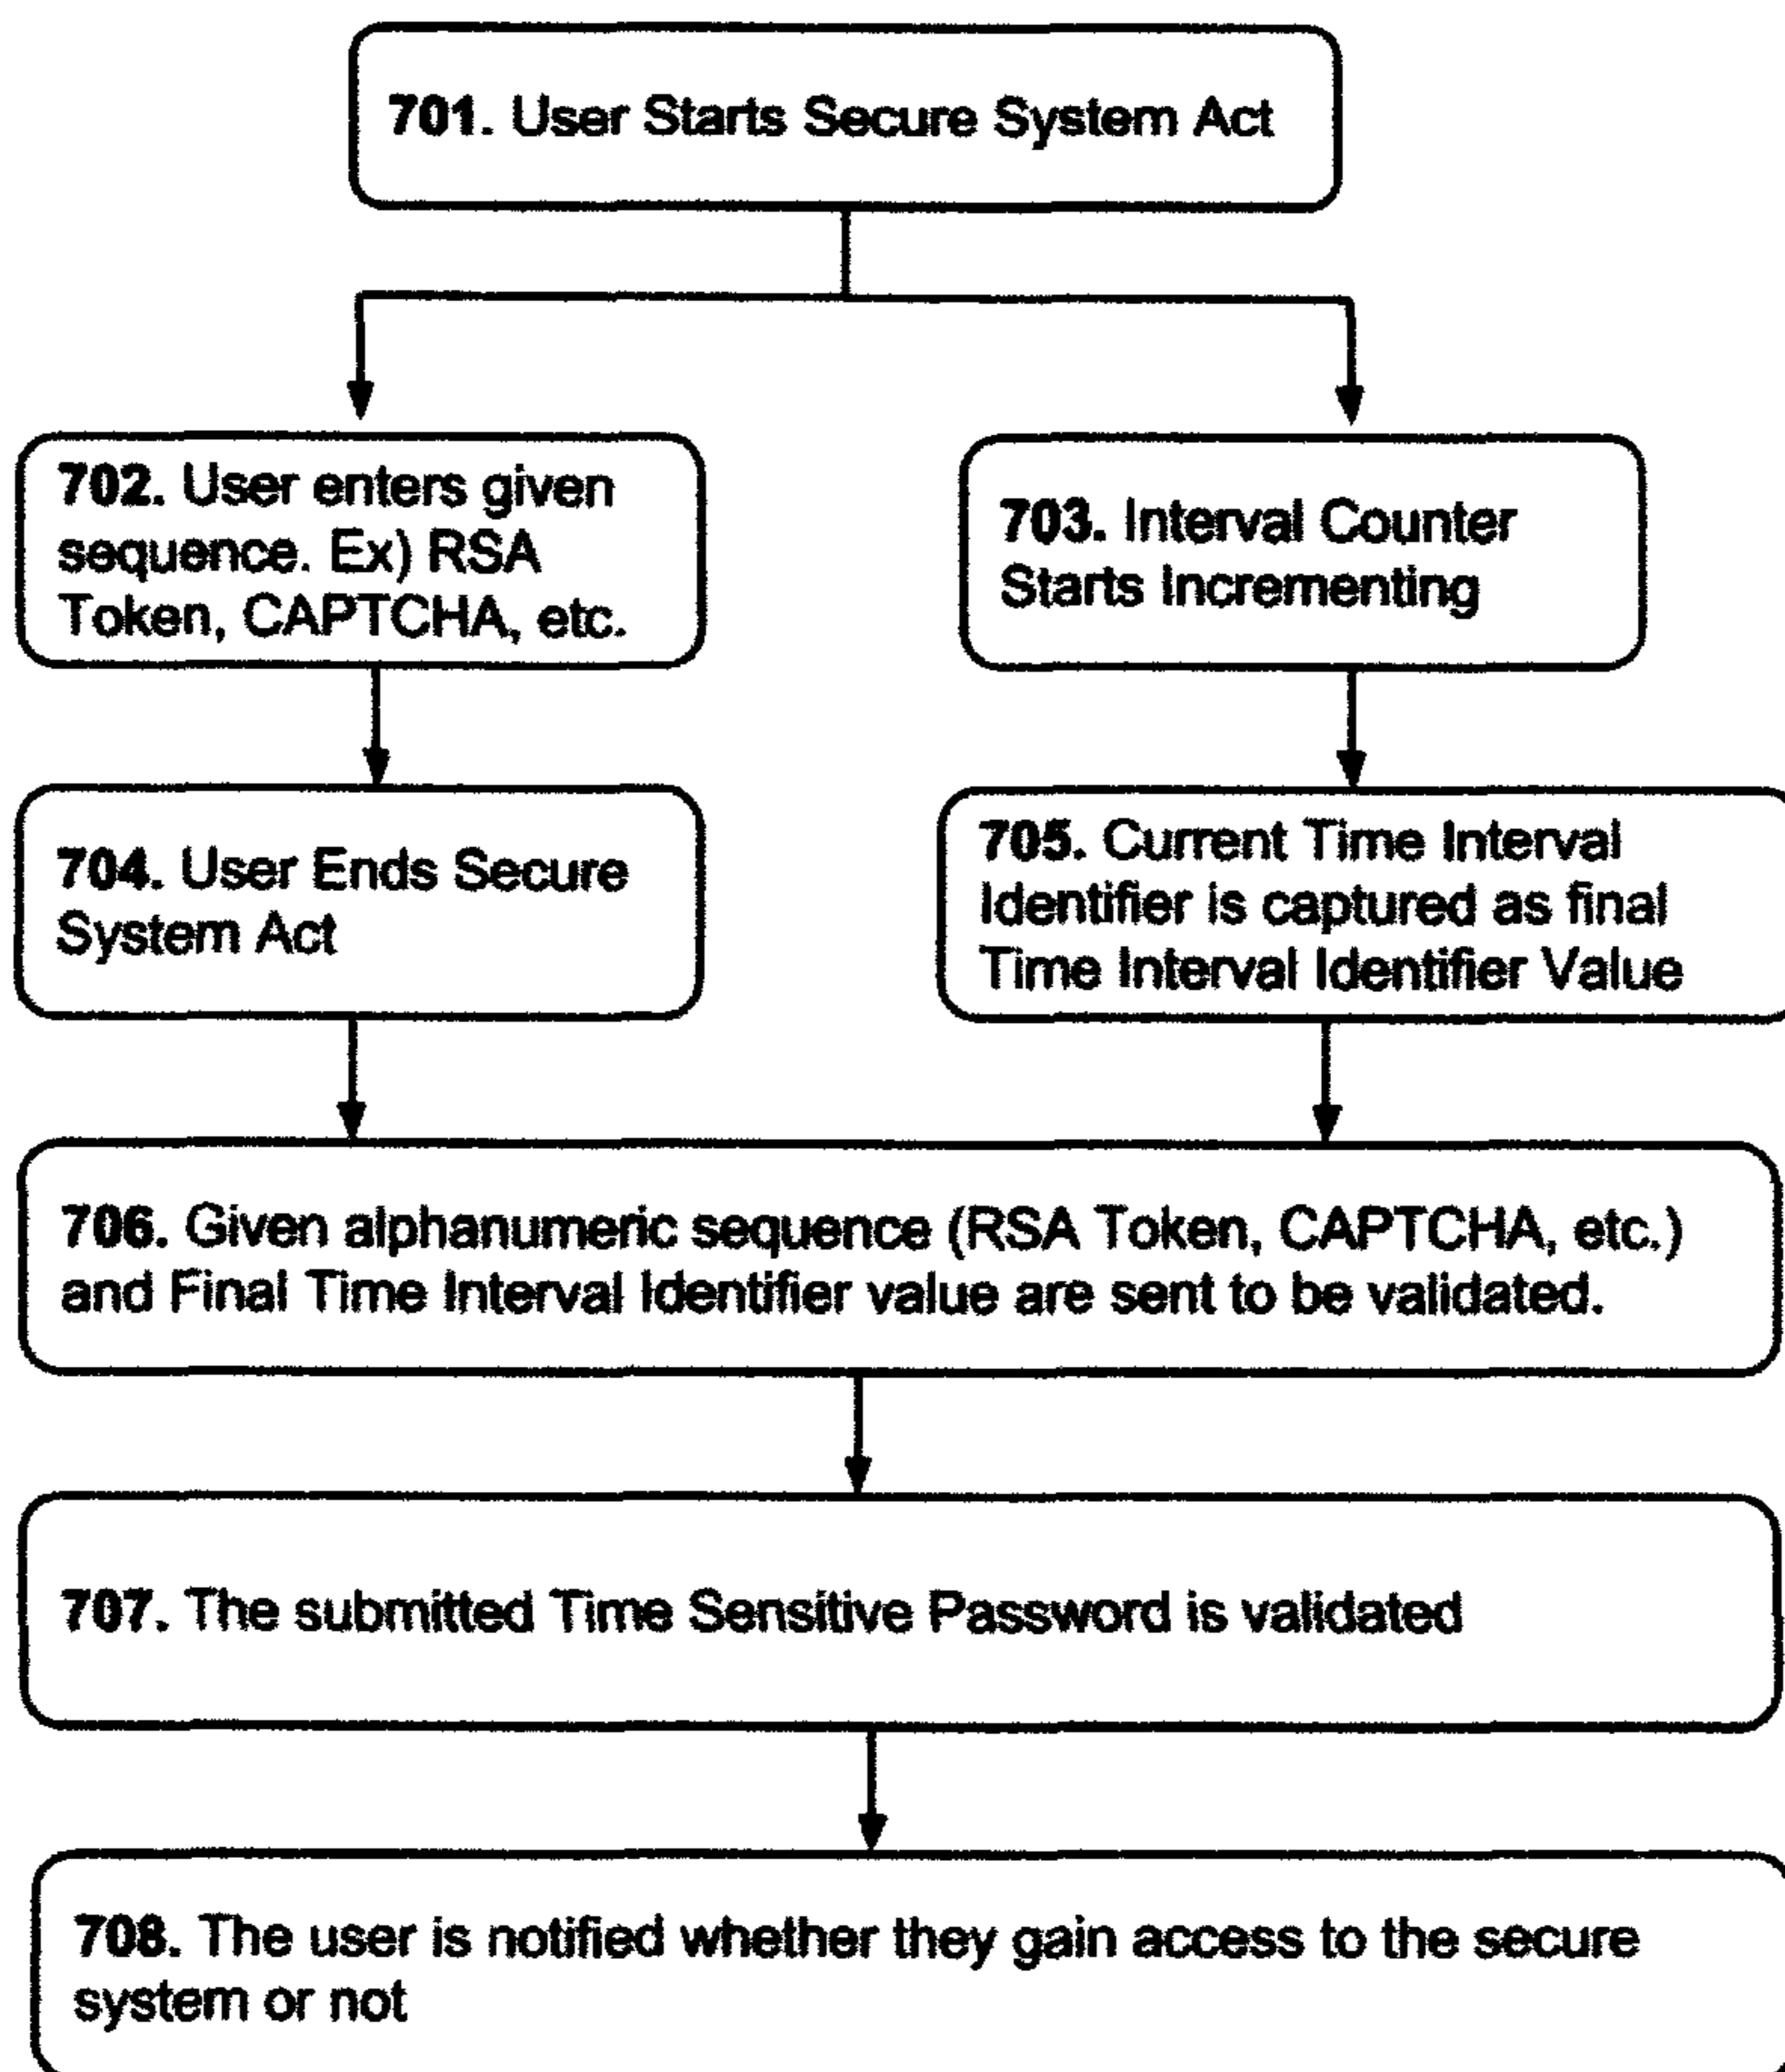 701. User Starts Secure System Act
702. User enters given
sequence. Ex) RSA
Token, CAPTCHA, etc.
703. Interval Counter
Starts Incrementing
704. User Ends Secure
System Act
705. Current Time Interval
Identifier is captured as final
Time Interval Identifier Value
706. Given alphanumeric sequence (RSA Token, CAPTCHA, etc.)
and Final Time Interval Identifier value are sent to be validated.
707. The submitted Time Sensitive Password is validated
708. The user is notified whether they gain access to the secure
system or not